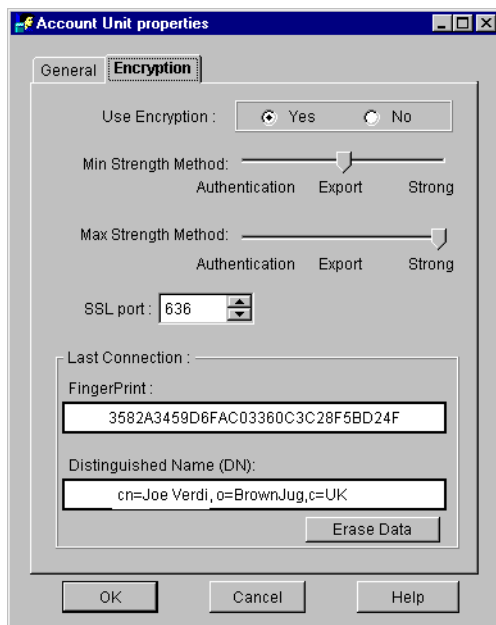 Account Unit properties
General Encryption
Use Encryption : Yes No
Min Strength Method:
Authentication Export Strong
Max Strength Method:
Authentication Export Strong
SSL port : 636
Last Connection :
FingerPrint :
3582A3459D6FAC03360C3C28F5BD24F
Distinguished Name (DN):
cn=Joe Verdi, o=BrownJug,c=UK
Erase Data
OK Cancel Help